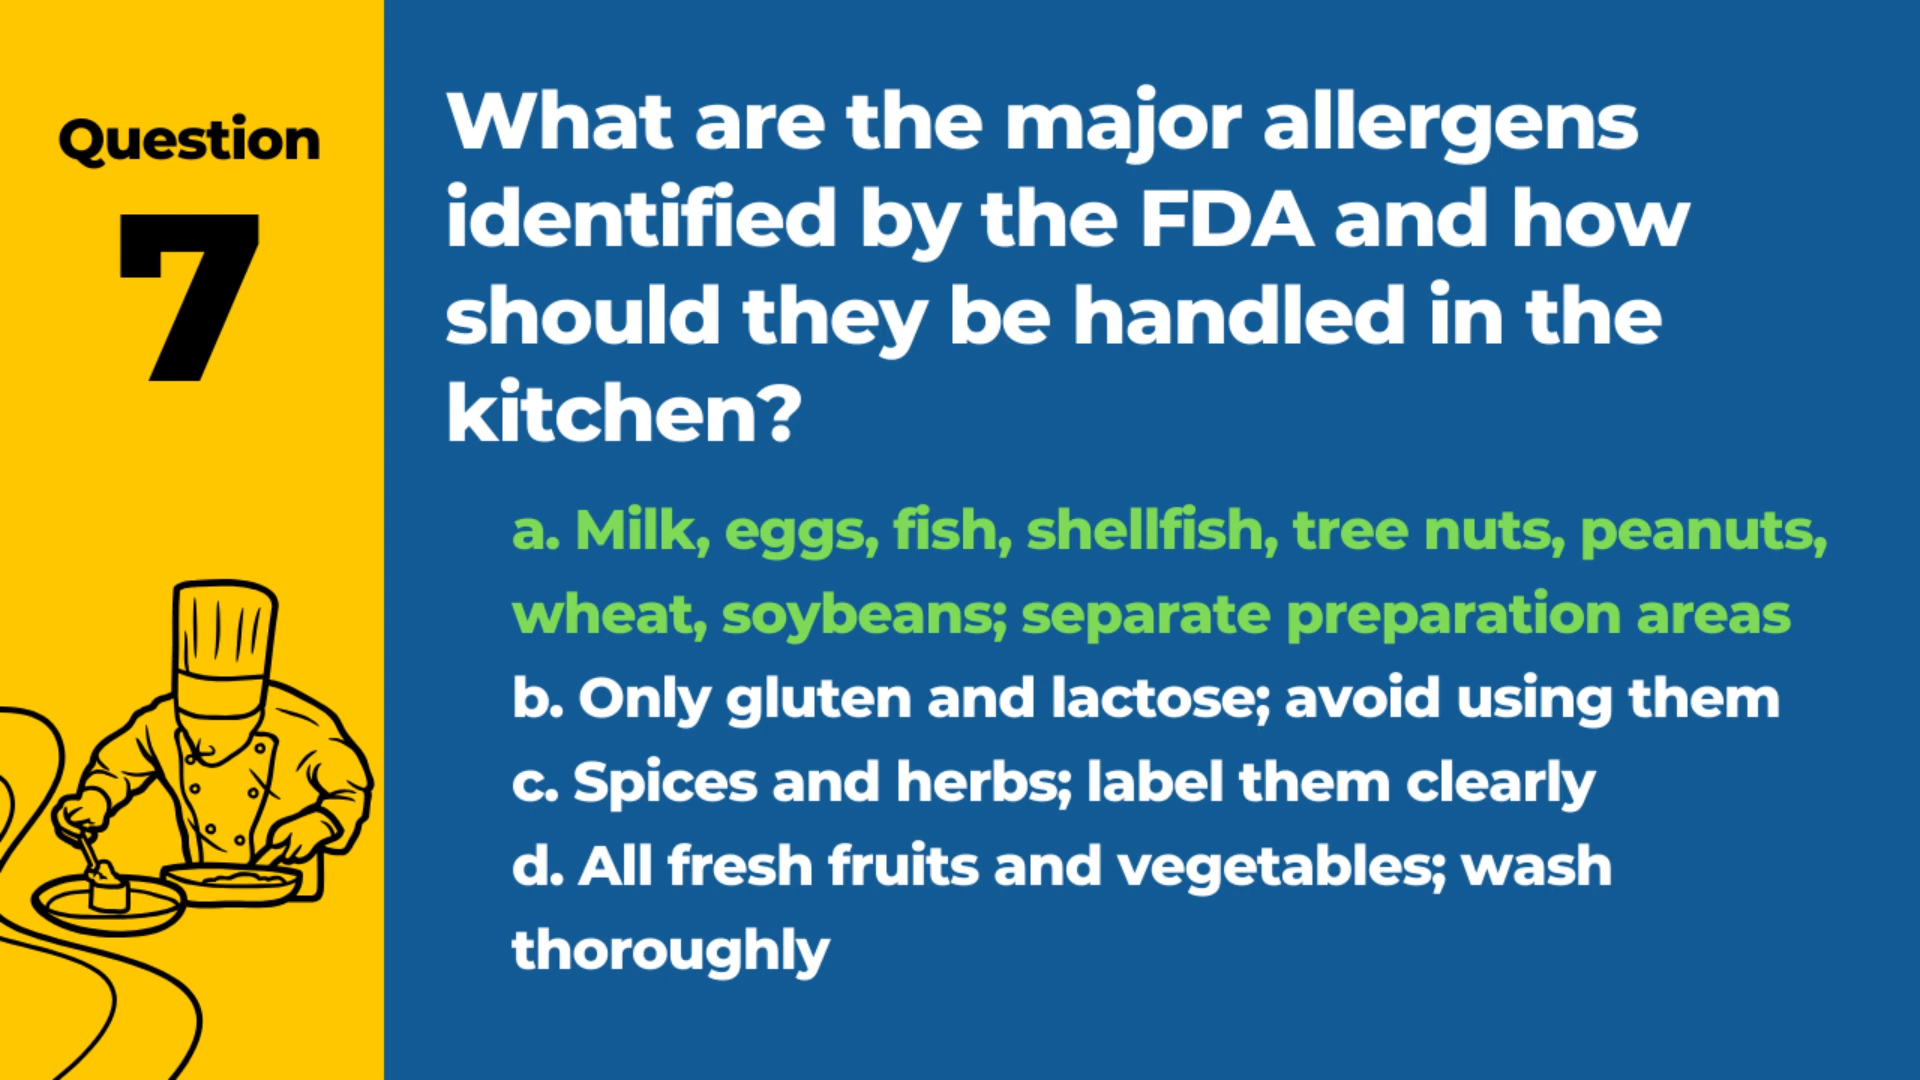 Question
7
What are the major allergens
identified by the FDA and how
should they be handled in the
kitchen?
a. Milk, eggs, fish, shellfish, tree nuts, peanuts,
wheat, soybeans; separate preparation areas
b. Only gluten and lactose; avoid using them
c. Spices and herbs; label them clearly
d. All fresh fruits and vegetables; wash
thoroughly